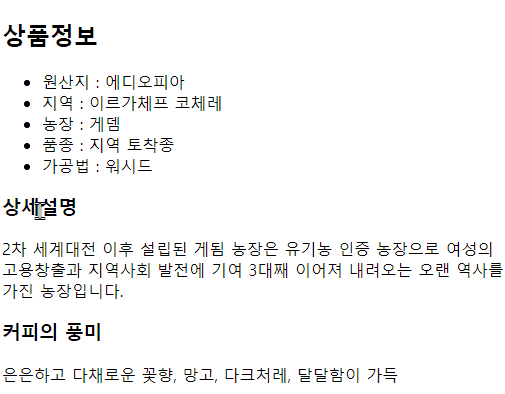 상품정보
원산지 : 에디오피아
지역 : 이르가체프 코체레
농장 : 게뎀
품종 : 지역 토착종
가공법 : 워시드
상세설명
2차 세계대전 이후 설립된 게됨 농장은 유기농 인증 농장으로 여성의
고용창출과 지역사회 발전에 기여 3대째 이어져 내려오는 오랜 역사를
가진 농장입니다.
커피의 풍미
은은하고 다채로운 꽃향, 망고, 다크처레, 달달함이 가득